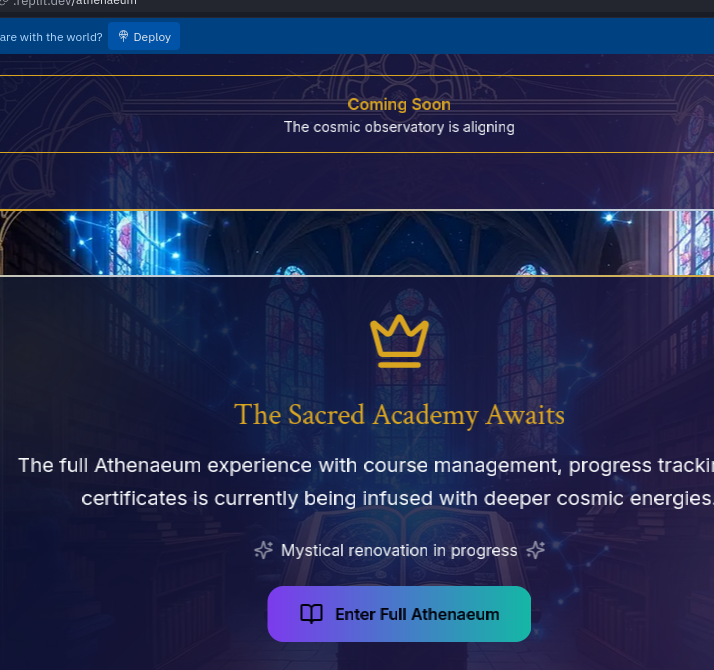 .replit.dev/athenaeum
are with the world?
Deploy
Coming Soon
The cosmic observatory is aligning
The Sacred Academy Awaits
The full Athenaeum experience with course management, progress
certificates is currently being infused with deeper cosmic energies.
Mystical renovation in progress
Enter Full Athenaeum